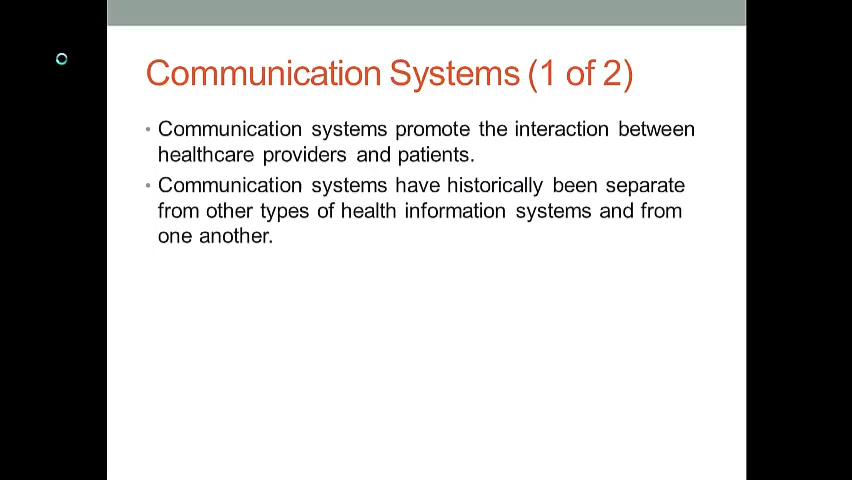 Communication Systems (1 of 2)
• Communication systems promote the interaction between
healthcare providers and patients.
• Communication systems have historically been separate
from other types of health information systems and from
one another.